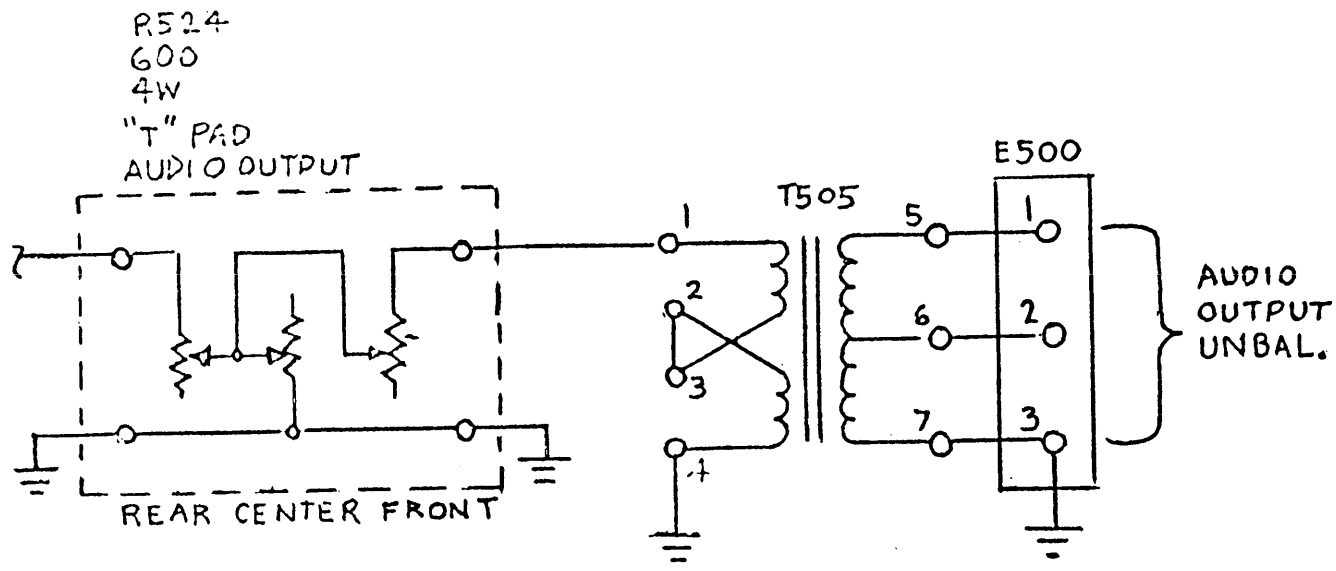 R524
600
4W
"T" PAD
AUDIO OUTPUT
REAR CENTER FRONT
1
2
3
4
T505
5
6
7
E500
1
2
3
AUDIO
OUTPUT
UNBAL.